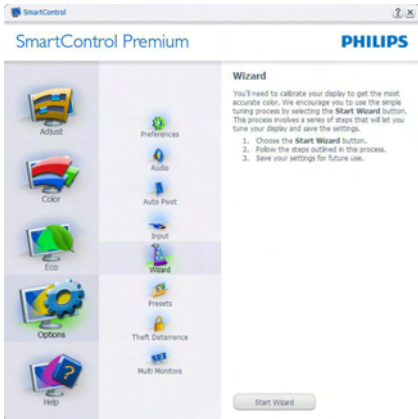 SmartControl
SmartControl Premium
PHILIPS
Adjust
Color
Eco
Options
Help
Preferences
Audio
Auto Pivot
Input
Wizard
Presets
Theft Deterrence
Multi Monitors
Wizard
You'll need to calibrate your display to get the most
accurate color. We encourage you to use the simple
tuning process by selecting the Start Wizard button.
This process involves a series of steps that will let you
tune your display and save the settings.
1. Choose the Start Wizard button.
2. Follow the steps outlined in this process.
3. Save your settings for future use.
Start Wizard